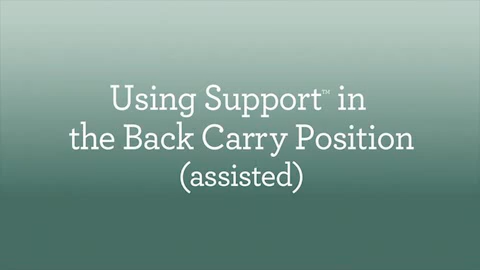 Using Support™ in
the Back Carry Position
(assisted)